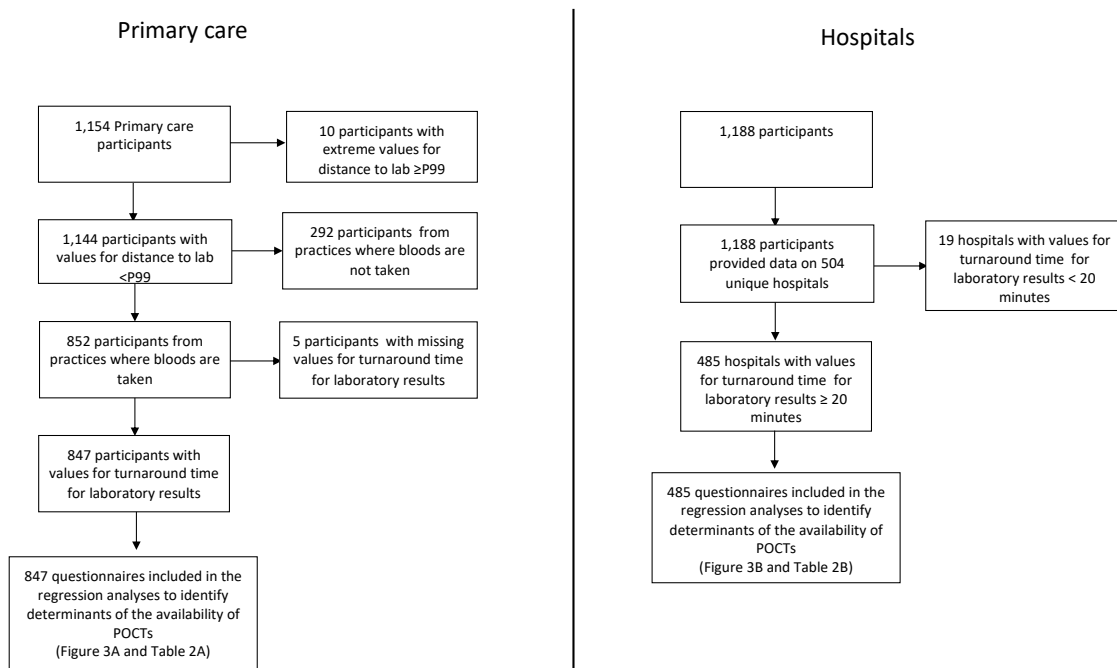 Primary care
1,154 Primary care
participants
10 participants with
extreme values for
distance to lab ≥P99
1,144 participants with
values for distance to lab
<P99
292 participants from
practices where bloods are
not taken
852 participants from
practices where bloods are
taken
5 participants with missing
values for turnaround time
for laboratory results
847 participants with
values for turnaround time
for laboratory results
847 questionnaires included in the
regression analyses to identify
determinants of the availability of
POCTs
(Figure 3A and Table 2A)
Hospitals
1,188 participants
1,188 participants
provided data on 504
unique hospitals
19 hospitals with values for
turnaround time for
laboratory results < 20
minutes
485 hospitals with values
for turnaround time for
laboratory results ≥ 20
minutes
485 questionnaires included in the
regression analyses to identify
determinants of the availability of
POCTs
(Figure 3B and Table 2B)